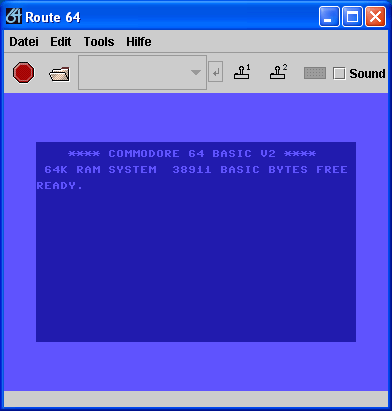 Route 64
Datei Edit Tools Hilfe
1 2 Sound
**** COMMODORE 64 BASIC V2 ****
64K RAM SYSTEM  38911 BASIC BYTES FREE
READY.